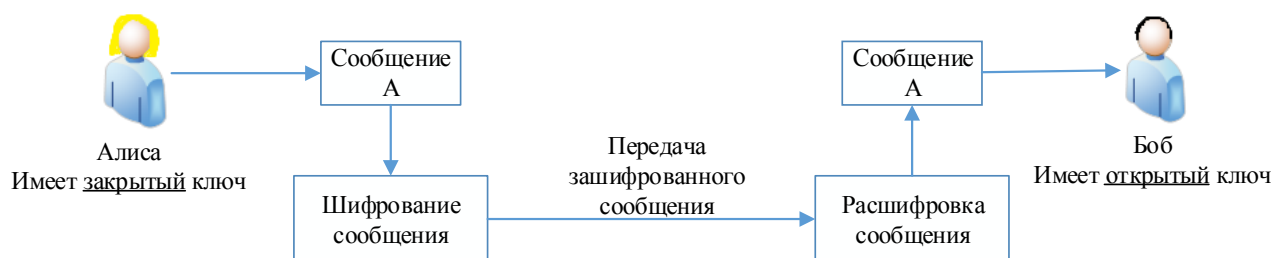 Алиса
Имеет закрытый ключ
Сообщение
А
Шифрование
сообщения
Передача
зашифрованного
сообщения
Сообщение
А
Расшифровка
сообщения
Боб
Имеет открытый ключ